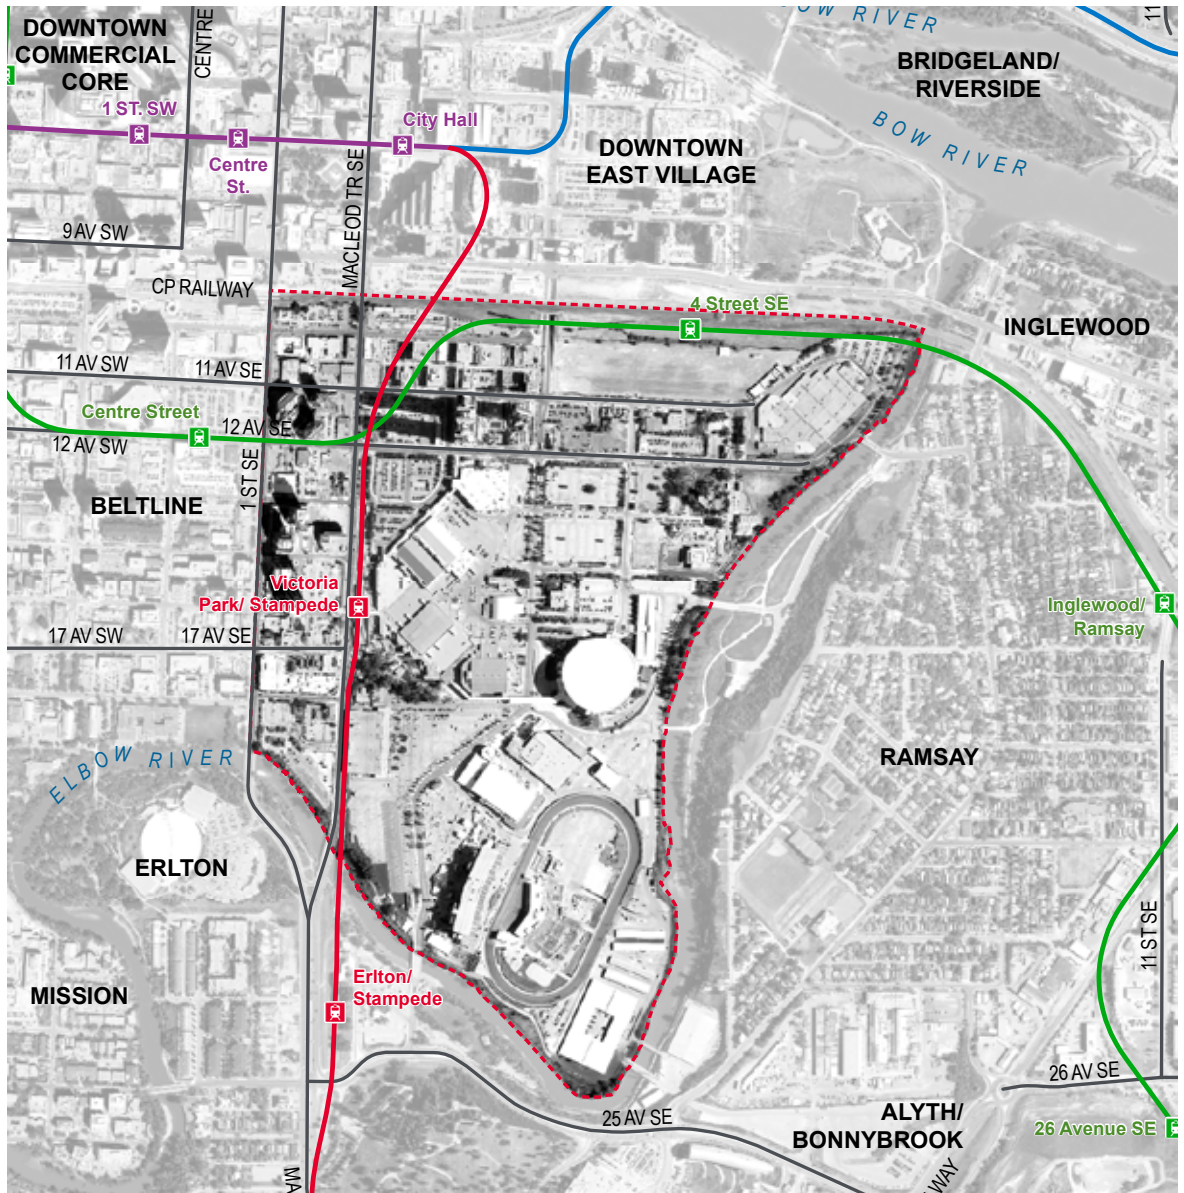 DOWNTOWN
COMMERCIAL
CORE
CENTRE
BOW RIVER
11
BRIDGELAND/
RIVERSIDE
1 ST. SW
City Hall
BOW RIVER
Centre
St.
DOWNTOWN
EAST VILLAGE
MACLEOD TR SE
9 AV SW
CP RAILWAY
4 Street SE
INGLEWOOD
11 AV SW
11 AV SE
Centre Street
12 AV SE
12 AV SW
1 ST SE
BELTLINE
Victoria
Park/ Stampede
Inglewood/
Ramsay
17 AV SW
17 AV SE
ELBOW RIVER
RAMSAY
ERLTON
11 ST SE
MISSION
Erlton/
Stampede
26 AV SE
25 AV SE
ALYTH/
BONNYBROOK
26 Avenue SE
MA
WAY